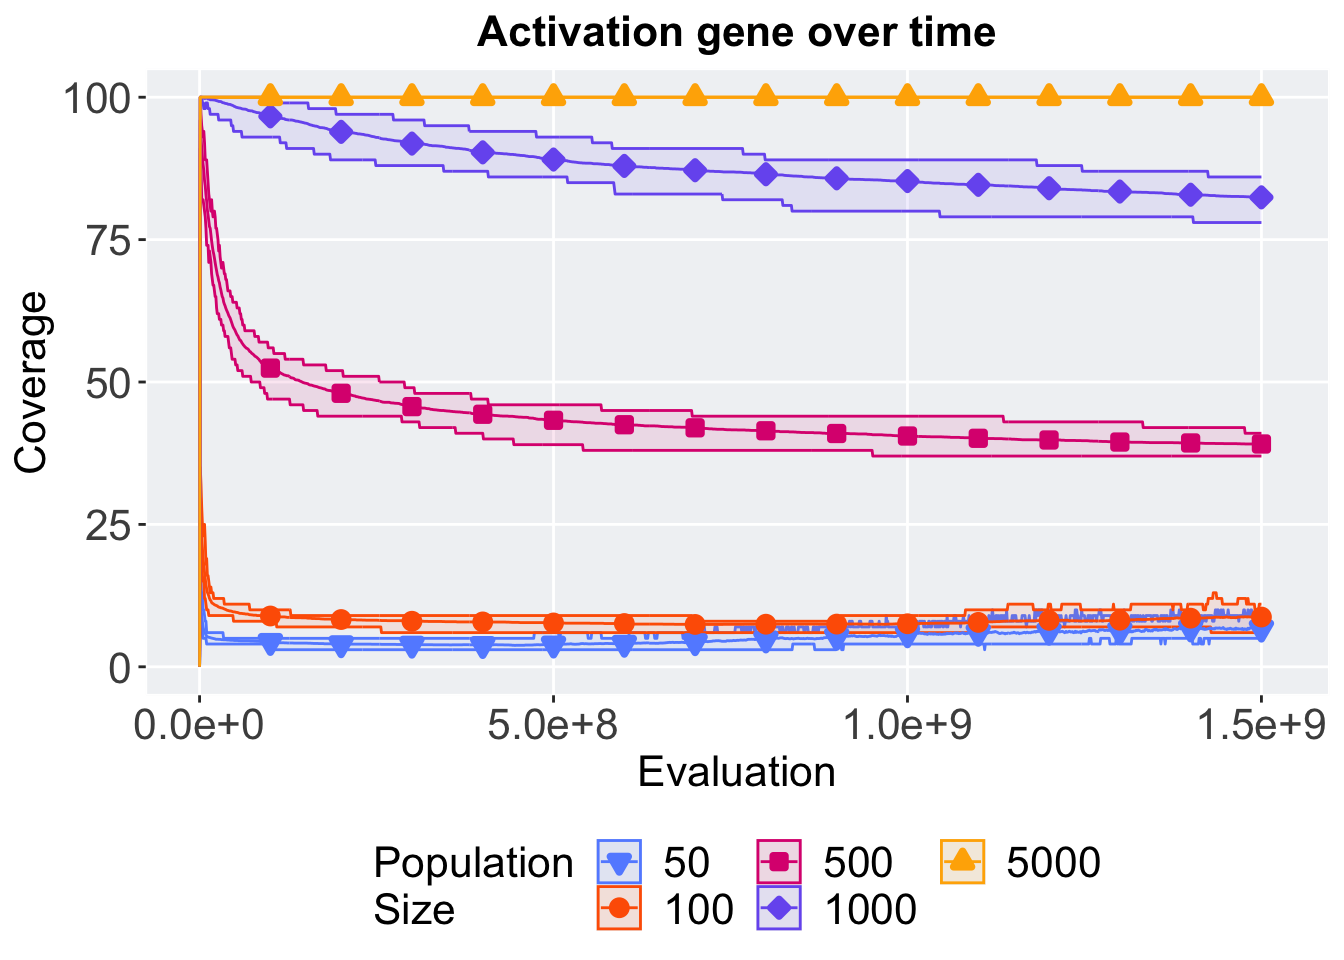 Activation gene over time
Coverage
100
75
50
25
0
0.0e+0 5.0e+8 1.0e+9 1.5e+9
Evaluation
Population 50 500 5000
Size 100 1000